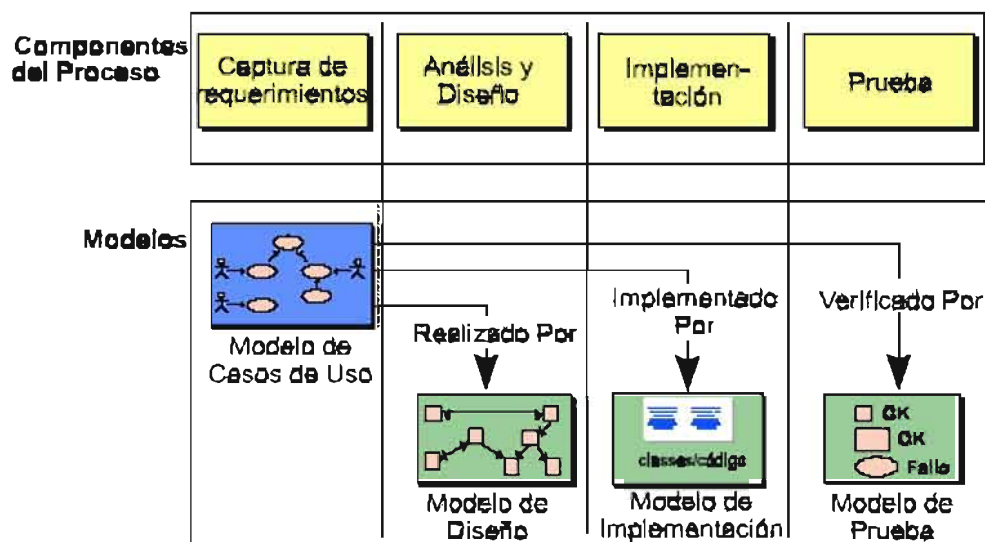 Componentes
del Proceso
Captura de
requerimientos
Análisis y
Diseño
Implemen-
tación
Prueba
Modelos
Modelo de
Casos de Uso
Realizado Por
Implementado
Por
Verificado Por
classes/código
OK
OK
Fallo
Modelo de
Diseño
Modelo de
Implementación
Modelo de
Prueba